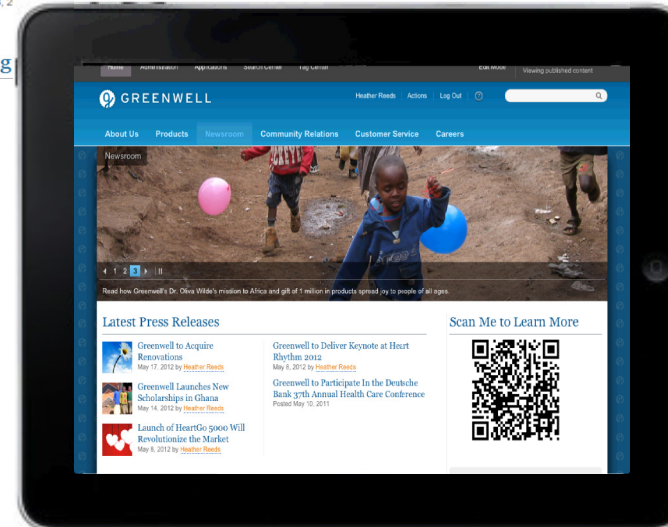 g
Home Administration Applications Search Center Tag Center Edit Mode Viewing published content
GREENWELL
Heather Reeds Actions Log Out
About Us Products Newsroom Community Relations Customer Service Careers
Newsroom
1 2 3
Read how Greenwell's Dr. Oliva Wilde's mission to Africa and gift of 1 million in products spread joy to people of all ages.
Latest Press Releases
Greenwell to Acquire
Renovations
May 17, 2012 by Heather Reeds
Greenwell Launches New
Scholarships in Ghana
May 14, 2012 by Heather Reeds
Launch of HeartGo 5000 Will
Revolutionize the Market
May 8, 2012 by Heather Reeds
Greenwell to Deliver Keynote at Heart
Rhythm 2012
May 8, 2012 by Heather Reeds
Greenwell to Participate In the Deutsche
Bank 37th Annual Health Care Conference
Posted May 10, 2011
Scan Me to Learn More